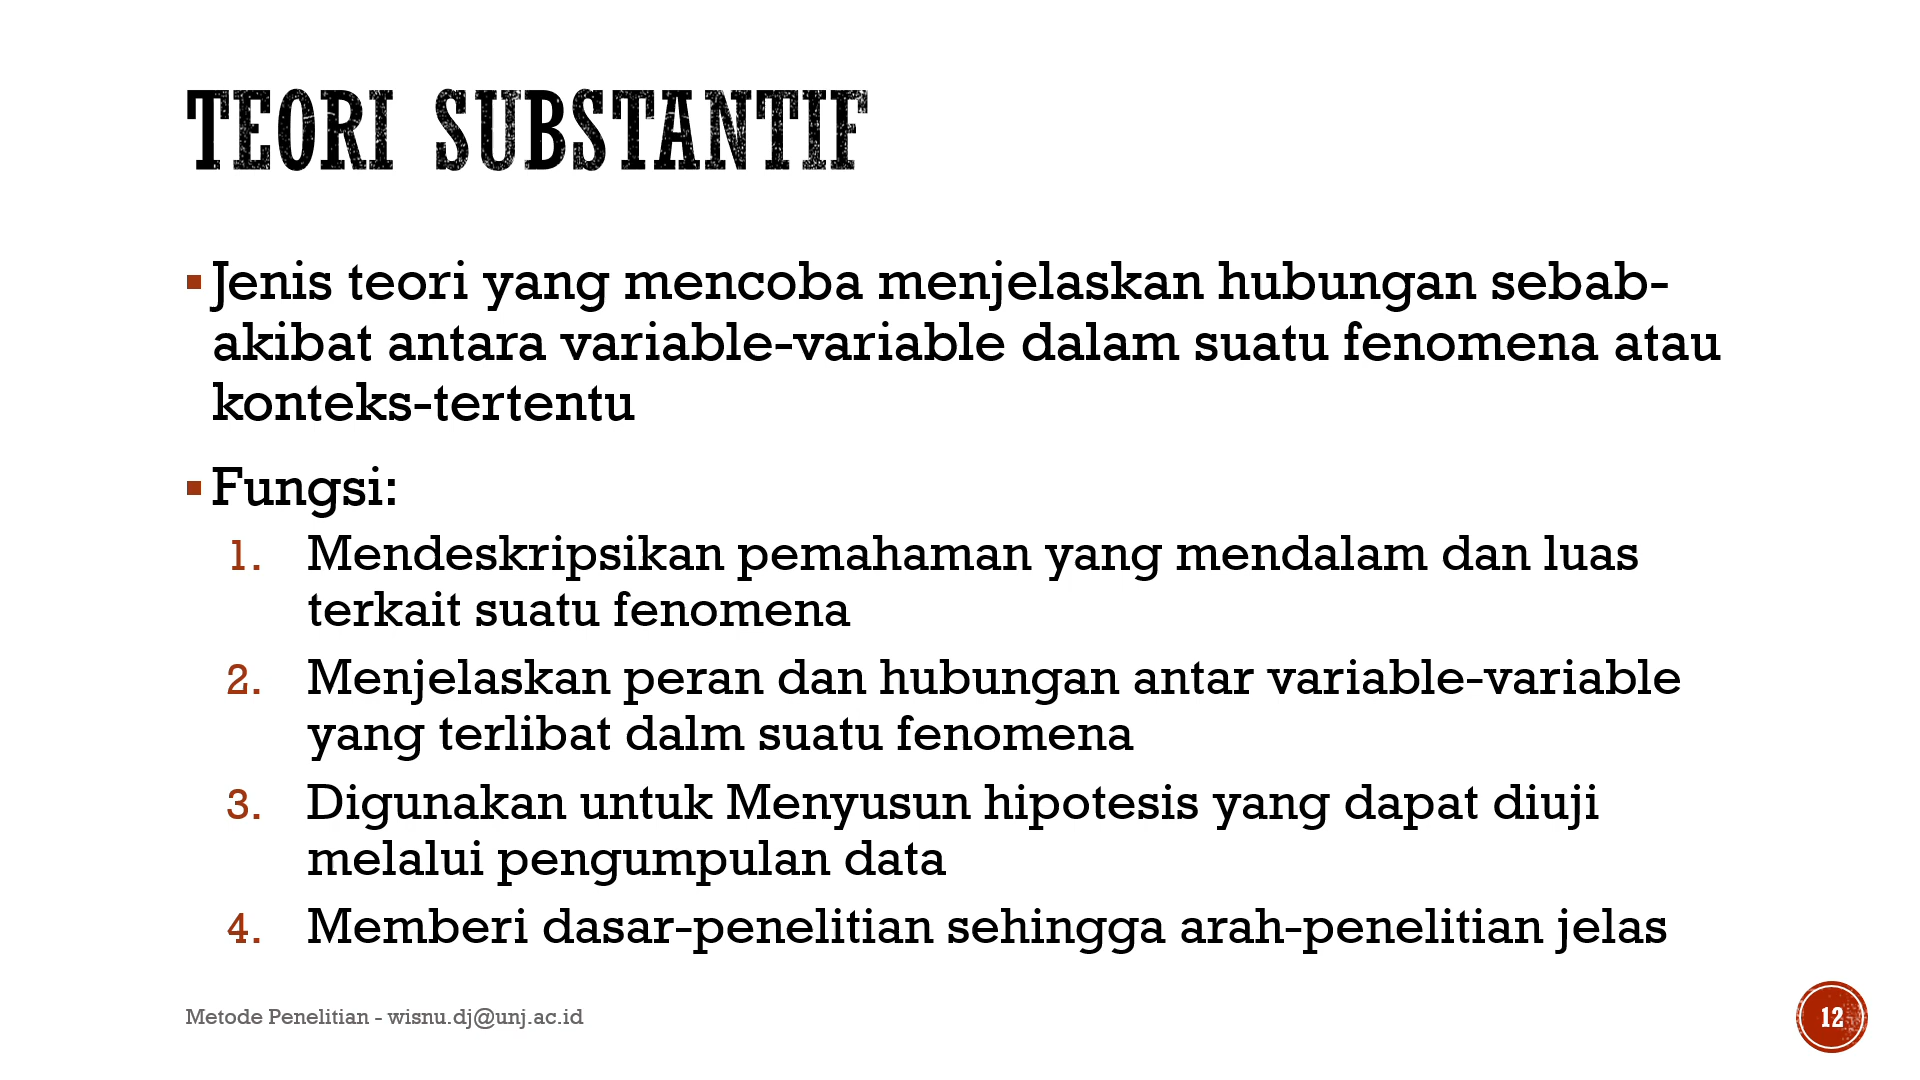 TEORI SUBSTANTIF
▪Jenis teori yang mencoba menjelaskan hubungan sebab-
akibat antara variable-variable dalam suatu fenomena atau
konteks-tertentu
▪Fungsi:
1. Mendeskripsikan pemahaman yang mendalam dan luas
terkait suatu fenomena
2. Menjelaskan peran dan hubungan antar variable-variable
yang terlibat dalm suatu fenomena
3. Digunakan untuk Menyusun hipotesis yang dapat diuji
melalui pengumpulan data
4. Memberi dasar-penelitian sehingga arah-penelitian jelas
Metode Penelitian - wisnu.dj@unj.ac.id
12